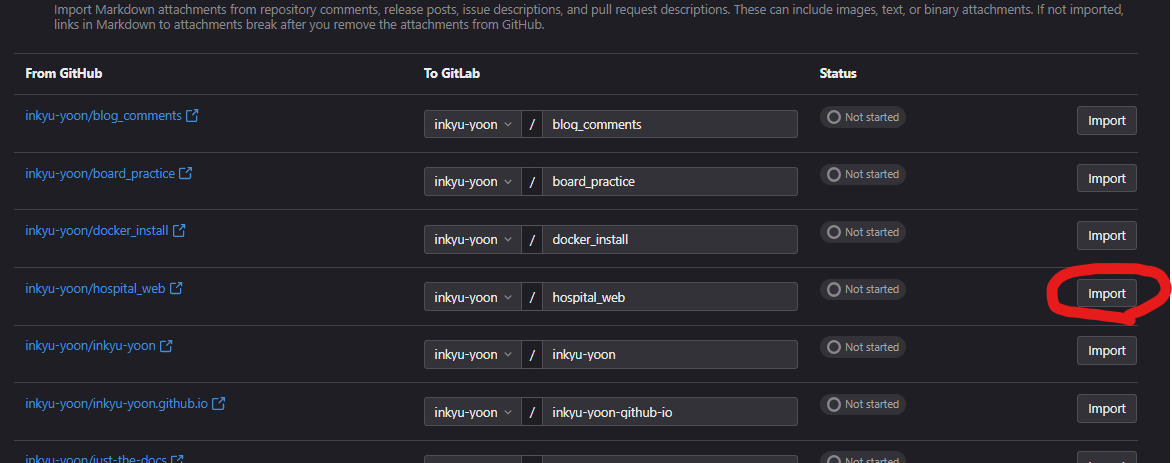 Import Markdown attachments from repository comments, release posts, issue descriptions, and pull request descriptions. These can include images, text, or binary attachments. If not imported,
links in Markdown to attachments break after you remove the attachments from GitHub.
From GitHub To GitLab Status
inkyu-yoon/blog_comments inkyu-yoon / blog_comments Not started Import
inkyu-yoon/board_practice inkyu-yoon / board_practice Not started Import
inkyu-yoon/docker_install inkyu-yoon / docker_install Not started Import
inkyu-yoon/hospital_web inkyu-yoon / hospital_web Not started Import
inkyu-yoon/inkyu-yoon inkyu-yoon / inkyu-yoon Not started Import
inkyu-yoon/inkyu-yoon.github.io inkyu-yoon / inkyu-yoon-github-io Not started Import
inkyu-yoon/just-the-docs Import